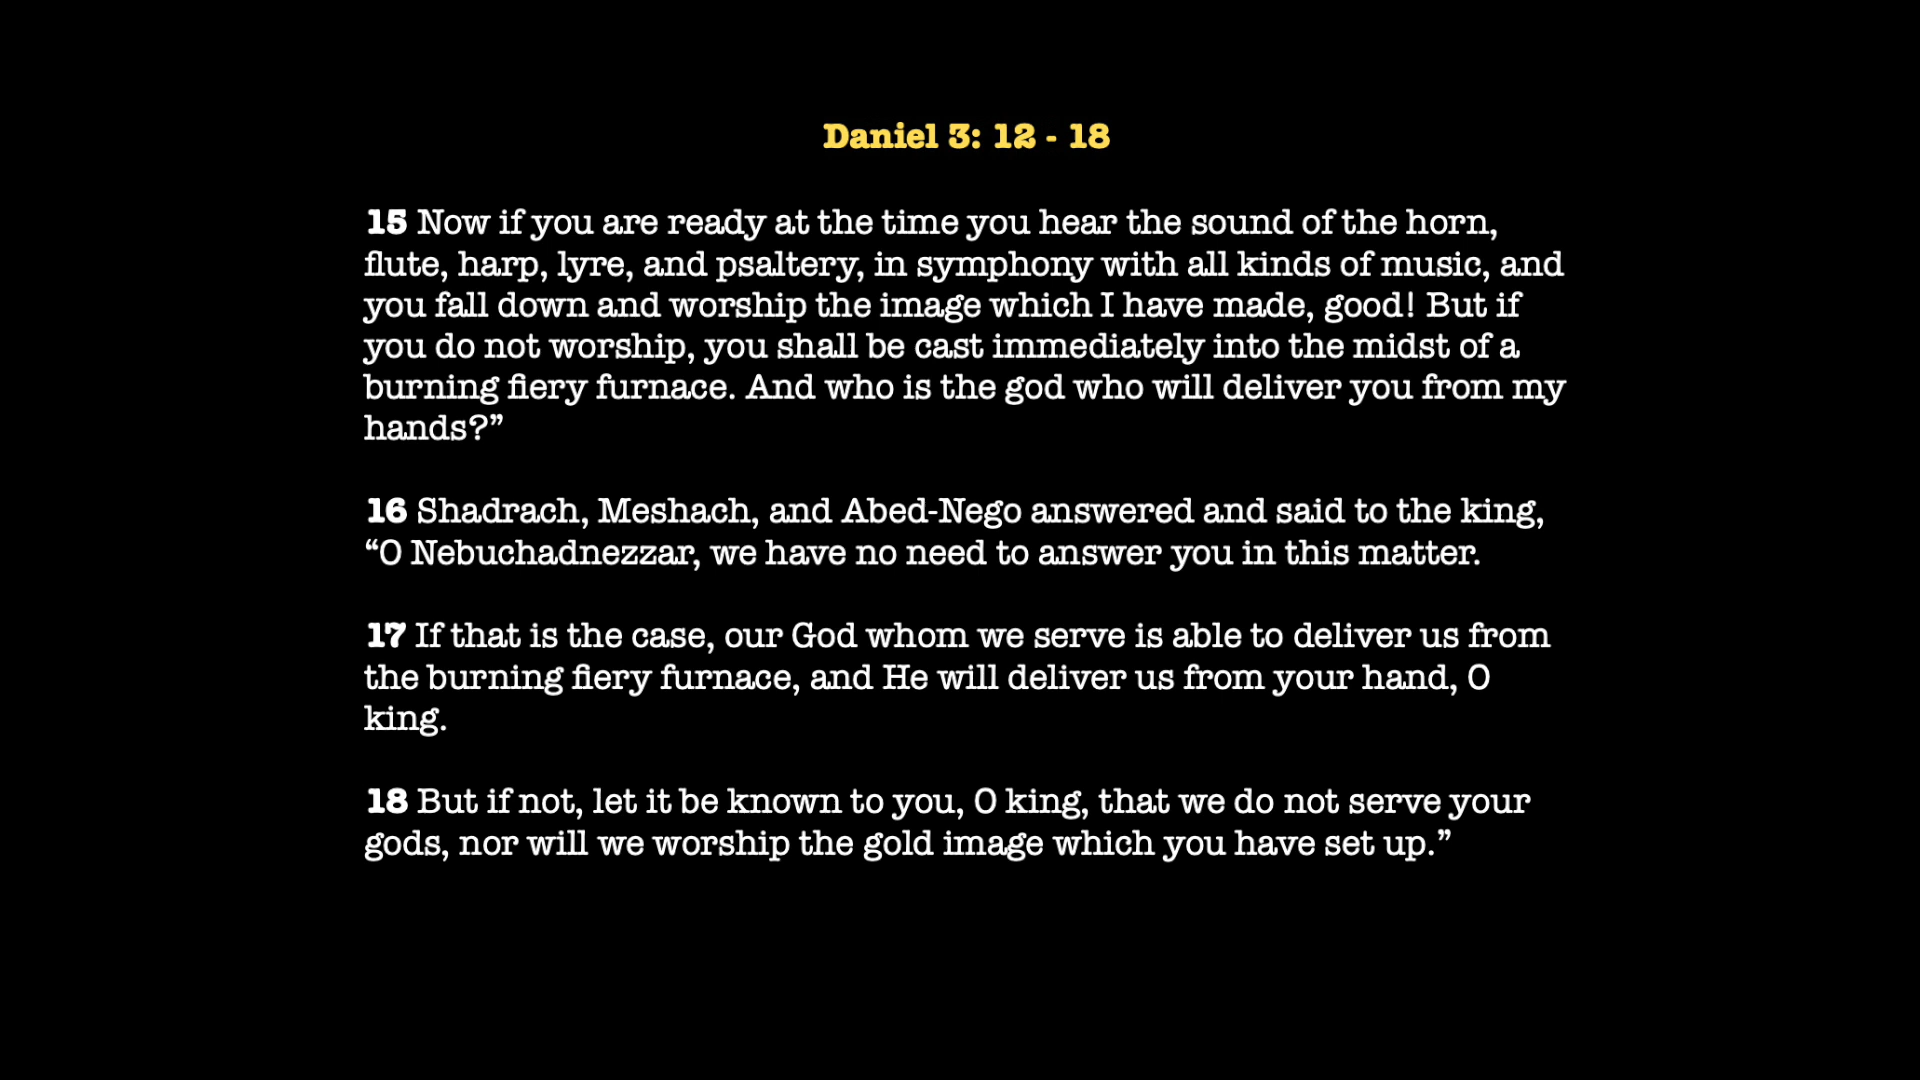 Daniel 3: 12 - 18
15 Now if you are ready at the time you hear the sound of the horn,
flute, harp, lyre, and psaltery, in symphony with all kinds of music, and
you fall down and worship the image which I have made, good! But if
you do not worship, you shall be cast immediately into the midst of a
burning fiery furnace. And who is the god who will deliver you from my
hands?”
16 Shadrach, Meshach, and Abed-Nego answered and said to the king,
“O Nebuchadnezzar, we have no need to answer you in this matter.
17 If that is the case, our God whom we serve is able to deliver us from
the burning fiery furnace, and He will deliver us from your hand, O
king.
18 But if not, let it be known to you, O king, that we do not serve your
gods, nor will we worship the gold image which you have set up.”